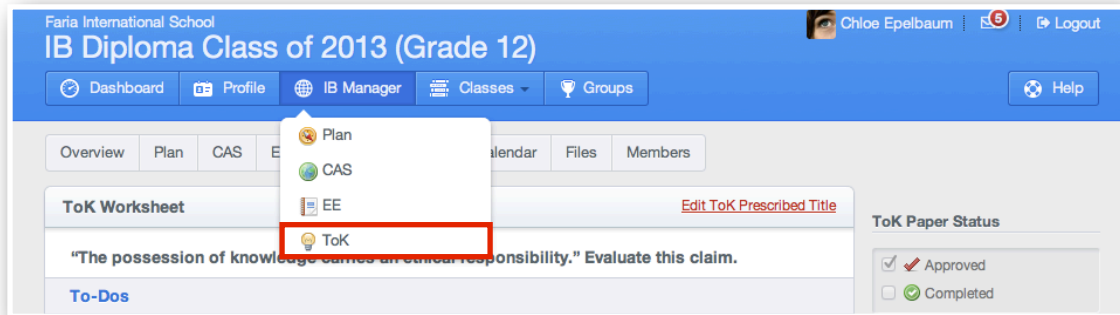 Faria International School
Chloe Epelbaum
5
Logout
IB Diploma Class of 2013 (Grade 12)
Dashboard
Profile
IB Manager
Classes
Groups
Help
Plan
CAS
EE
ToK
Overview
Plan
CAS
E
alendar
Files
Members
ToK Worksheet
Edit ToK Prescribed Title
"The possession of knowledge carries an ethical responsibility." Evaluate this claim.
To-Dos
ToK Paper Status
Approved
Completed